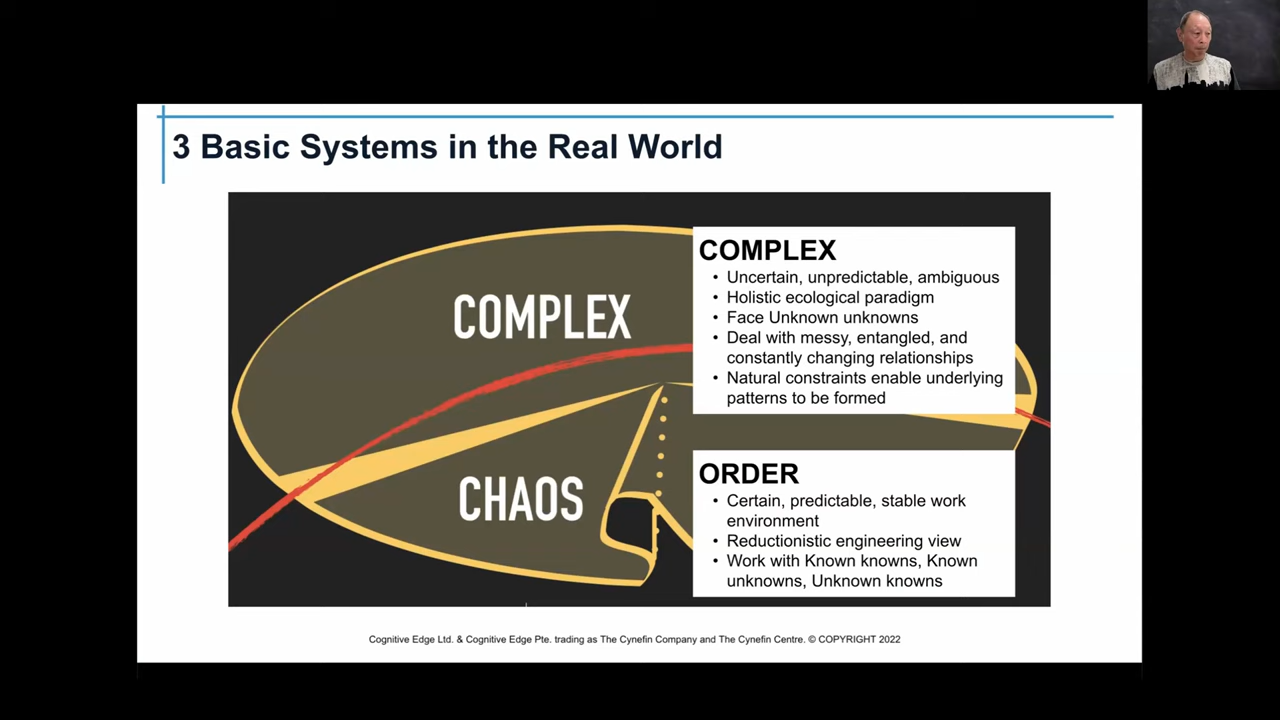 3 Basic Systems in the Real World
COMPLEX
CHAOS
COMPLEX
• Uncertain, unpredictable, ambiguous
• Holistic ecological paradigm
• Face Unknown unknowns
• Deal with messy, entangled, and
constantly changing relationships
• Natural constraints enable underlying
patterns to be formed
ORDER
• Certain, predictable, stable work
environment
• Reductionistic engineering view
• Work with Known knowns, Known
unknowns, Unknown knowns
Cognitive Edge Ltd. & Cognitive Edge Pte. trading as The Cynefin Company and The Cynefin Centre. © COPYRIGHT 2022